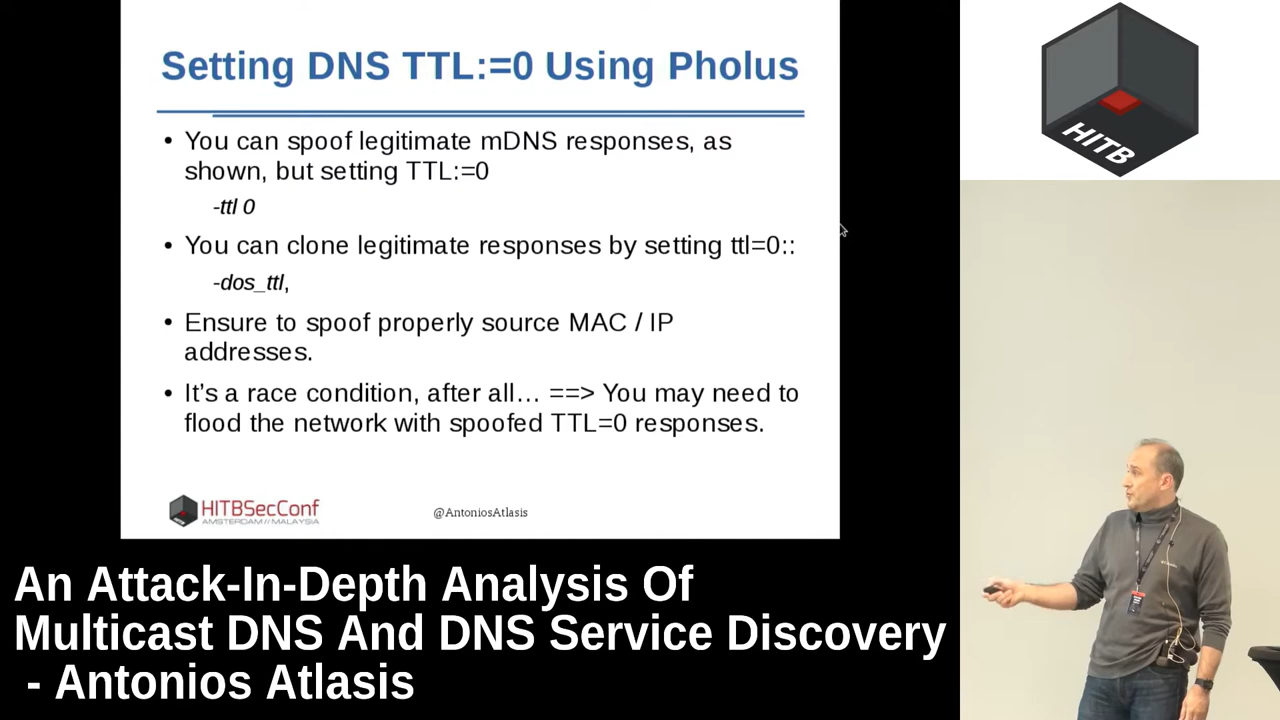 Setting DNS TTL:=0 Using Pholus
• You can spoof legitimate mDNS responses, as
shown, but setting TTL:=0
-ttl 0
• You can clone legitimate responses by setting ttl=0::
-dos_ttl,
• Ensure to spoof properly source MAC / IP
addresses.
• It’s a race condition, after all… ==> You may need to
flood the network with spoofed TTL=0 responses.
HITB
HITBSecConf
AMSTERDAM // MALAYSIA
@AntoniosAtlasis
HITB
An Attack-In-Depth Analysis Of
Multicast DNS And DNS Service Discovery
- Antonios Atlasis